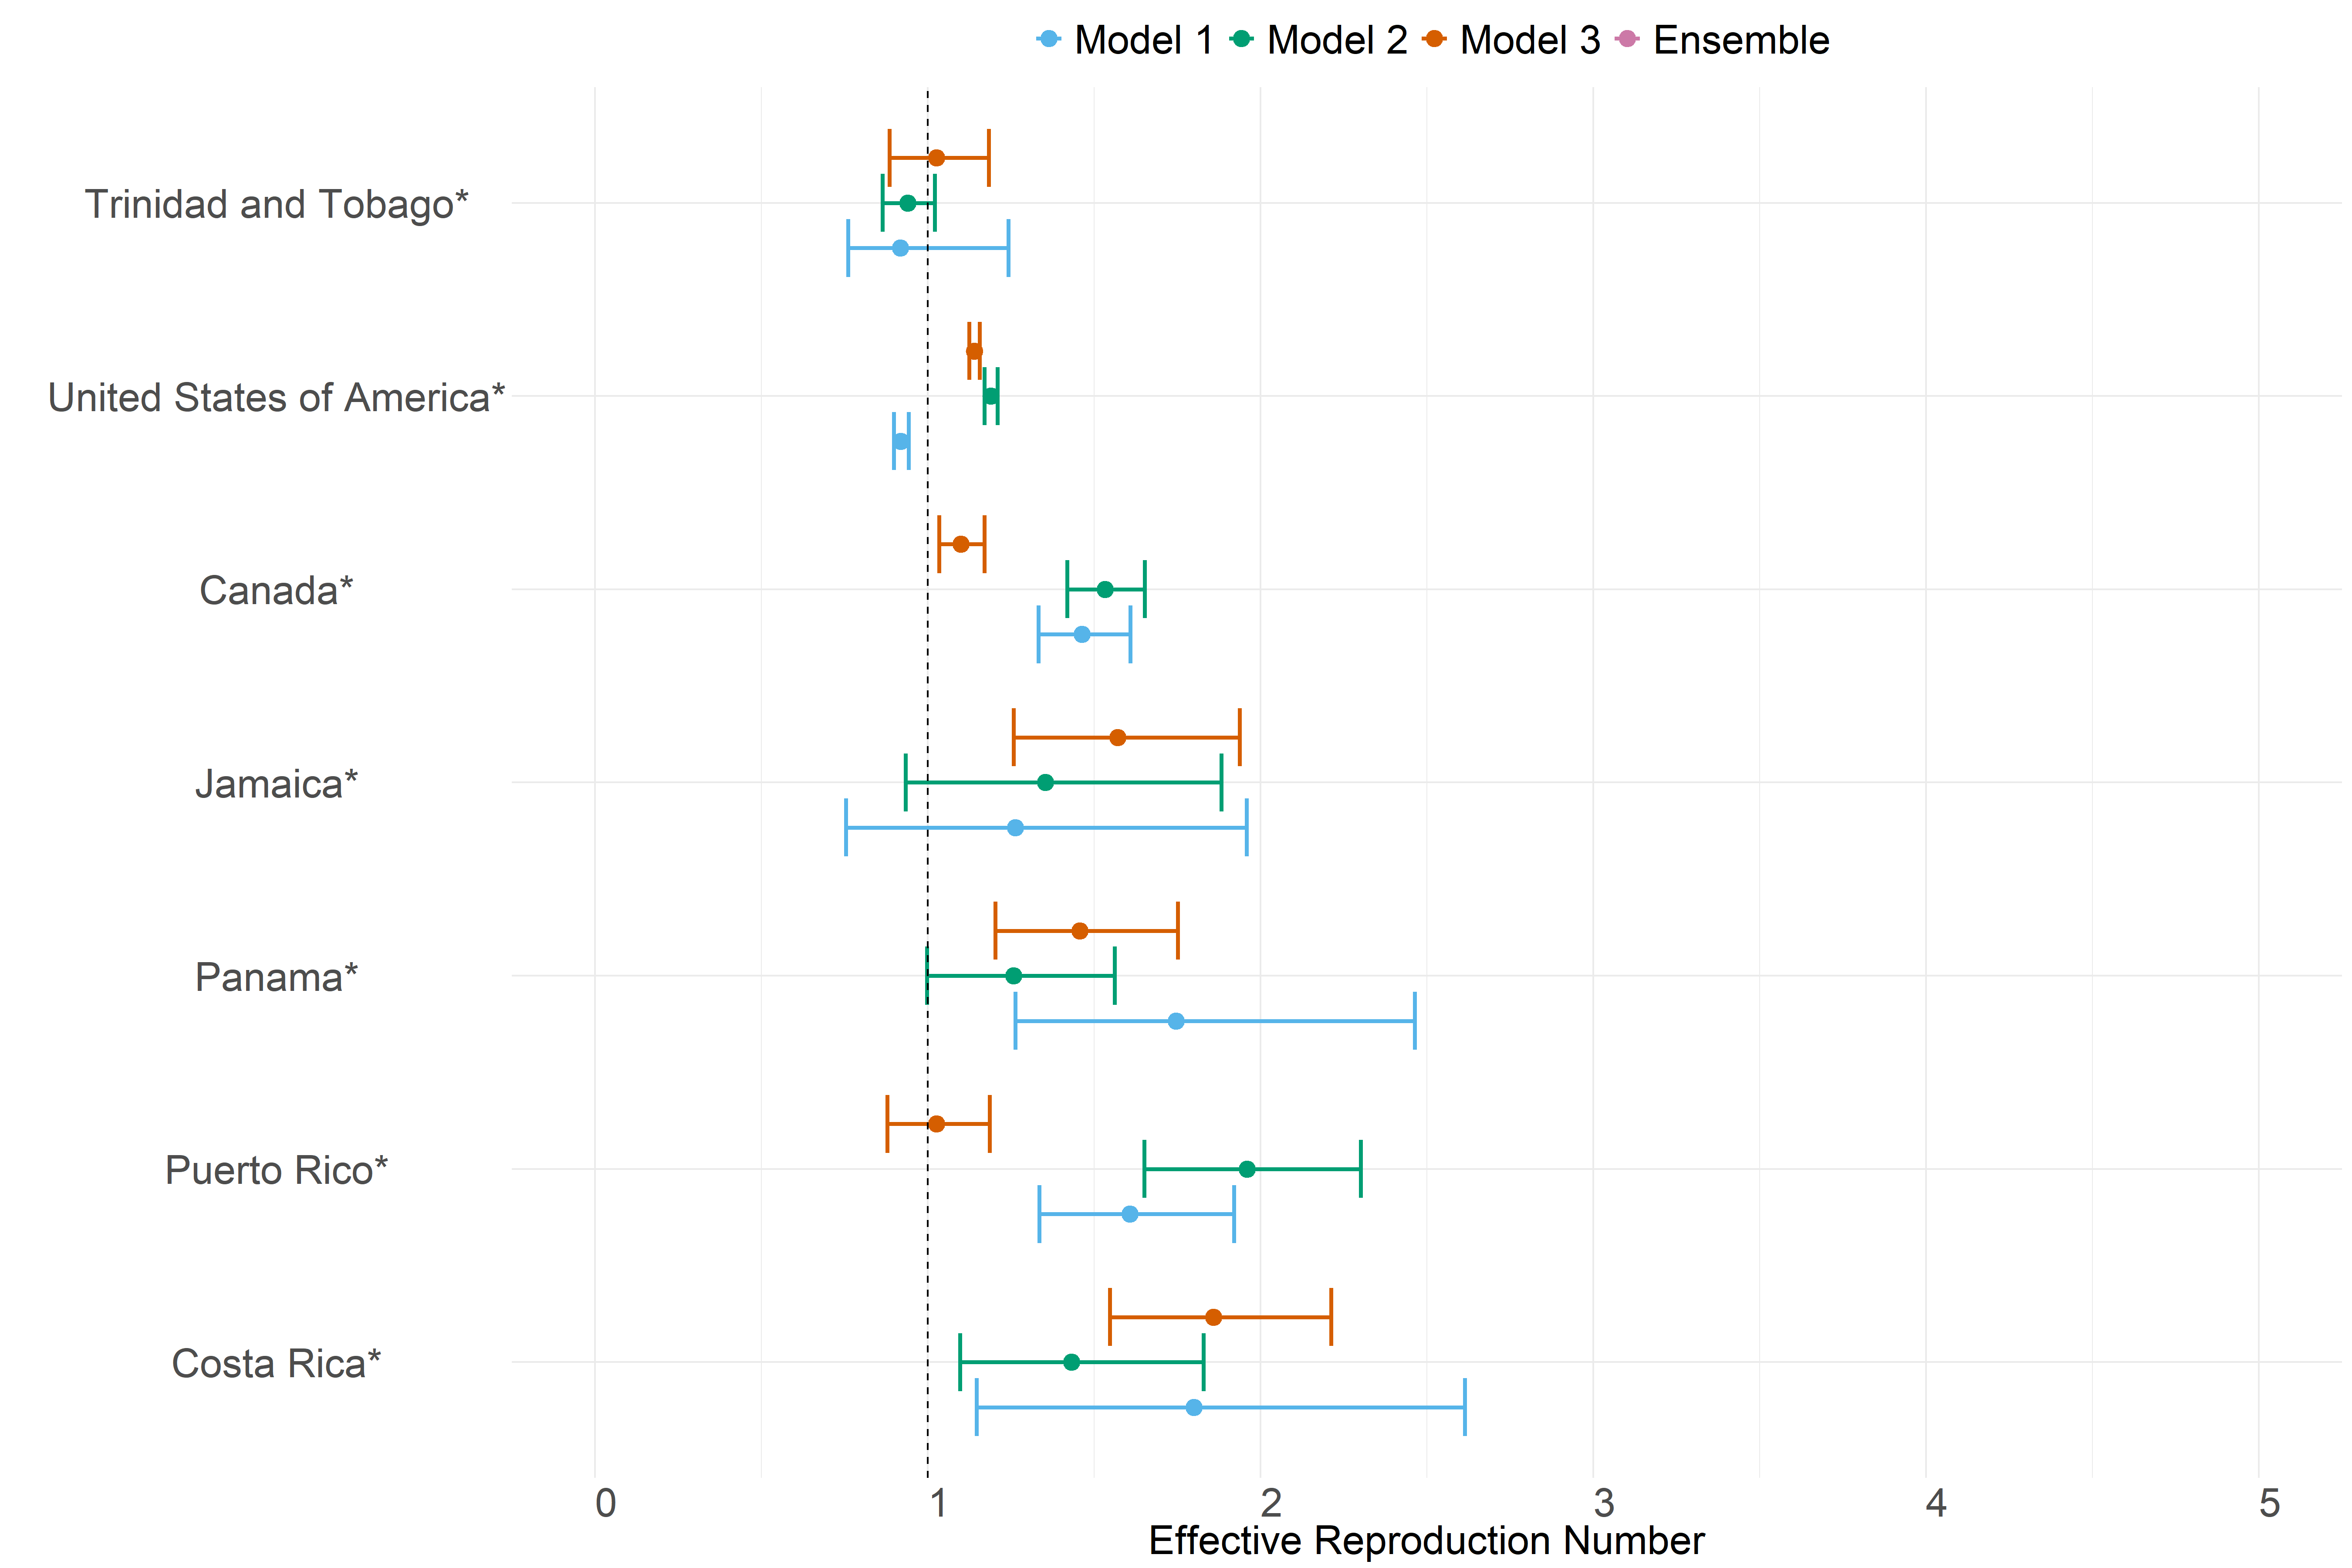 Model 1 Model 2 Model 3 Ensemble
Trinidad and Tobago*
United States of America*
Canada*
Jamaica*
Panama*
Puerto Rico*
Costa Rica*
0 1 2 3 4 5
Effective Reproduction Number